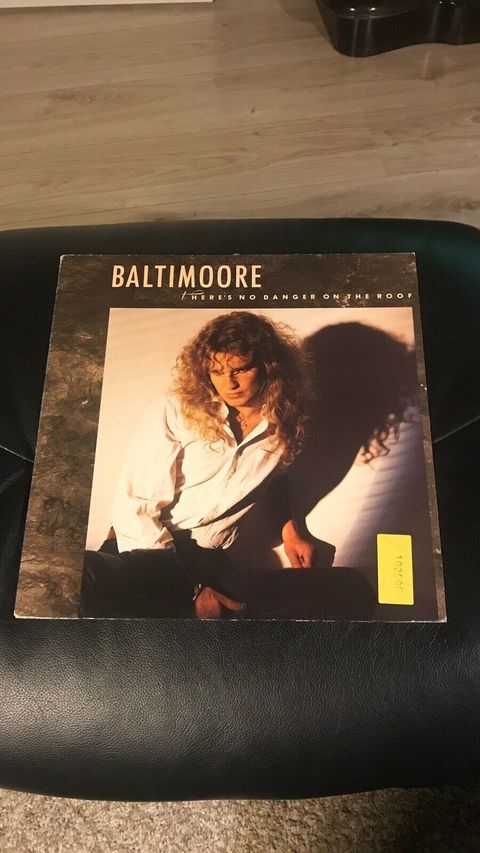 BALTIMOORE
THERE'S NO DANGER ON THE ROOF